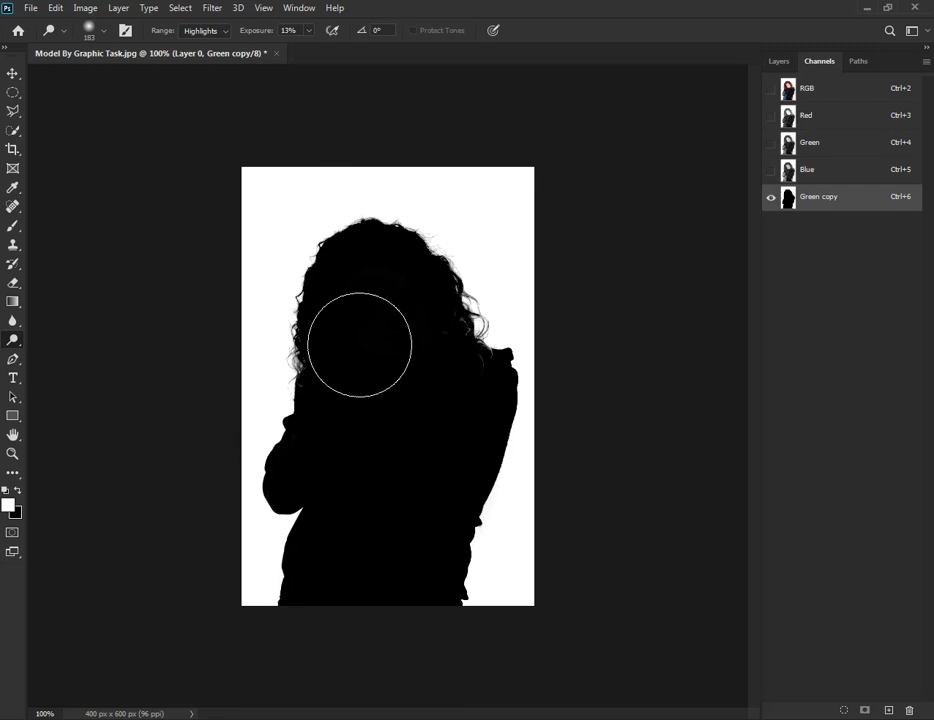 Ps File Edit Image Layer Type Select Filter 3D View Window Help
183 Range: Highlights Exposure: 13% 0° Protect Tones
Model By Graphic Task.jpg @ 100% (Layer 0, Green copy/8) *
Layers Channels Paths
RGB Ctrl+2
Red Ctrl+3
Green Ctrl+4
Blue Ctrl+5
Green copy Ctrl+6
100% 400 px x 600 px (96 ppi)